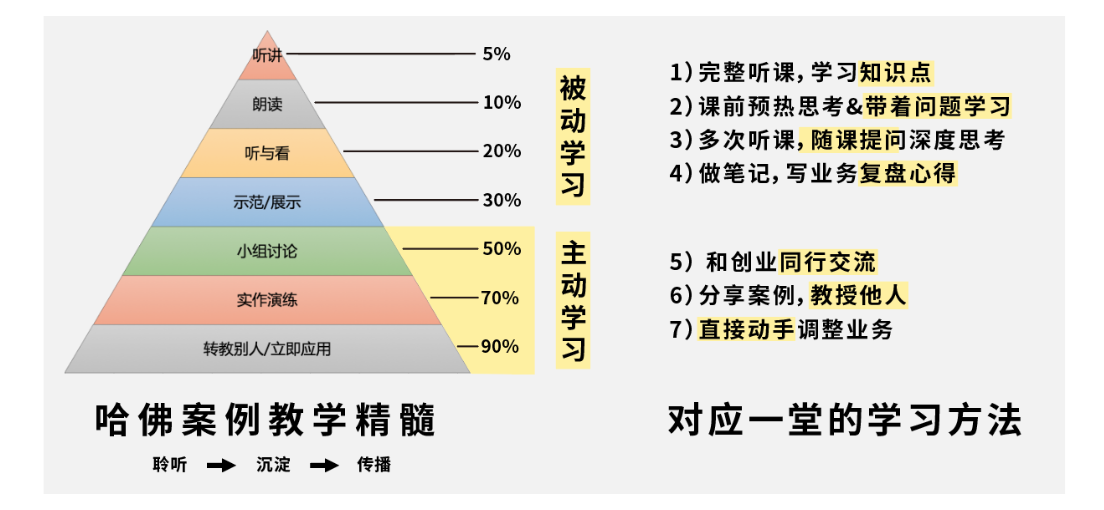 听讲 5%
朗读 10%
听与看 20%
示范/展示 30%
小组讨论 50%
实作演练 70%
转教别人/立即应用 90%
被动学习
主动学习
哈佛案例教学精髓
聆听 → 沉淀 → 传播
1）完整听课，学习知识点
2）课前预热思考&带着问题学习
3）多次听课，随课提问深度思考
4）做笔记，写业务复盘心得
5） 和创业同行交流
6）分享案例，教授他人
7）直接动手调整业务
对应一堂的学习方法